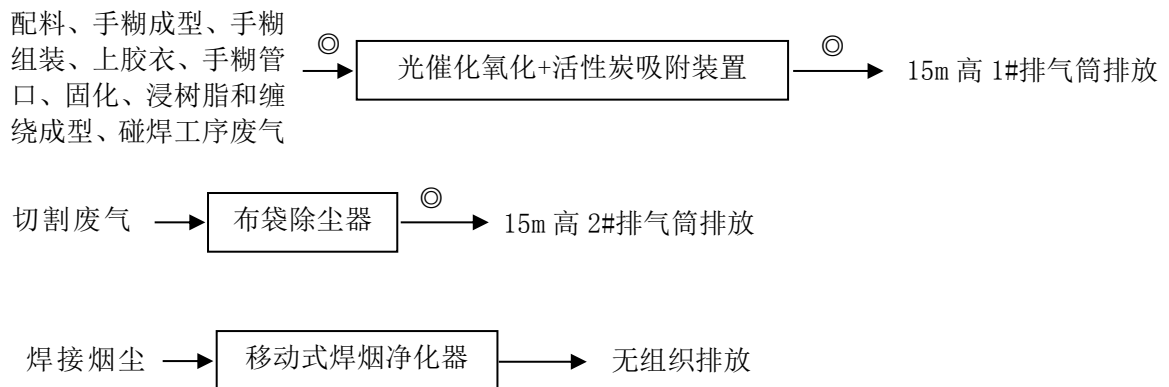 配料、手糊成型、手糊
组装、上胶衣、手糊管
口、固化、浸树脂和缠
绕成型、碰焊工序废气
◎
光催化氧化+活性炭吸附装置
◎
15m 高 1#排气筒排放
切割废气
布袋除尘器
◎
15m 高 2#排气筒排放
焊接烟尘
移动式焊烟净化器
无组织排放